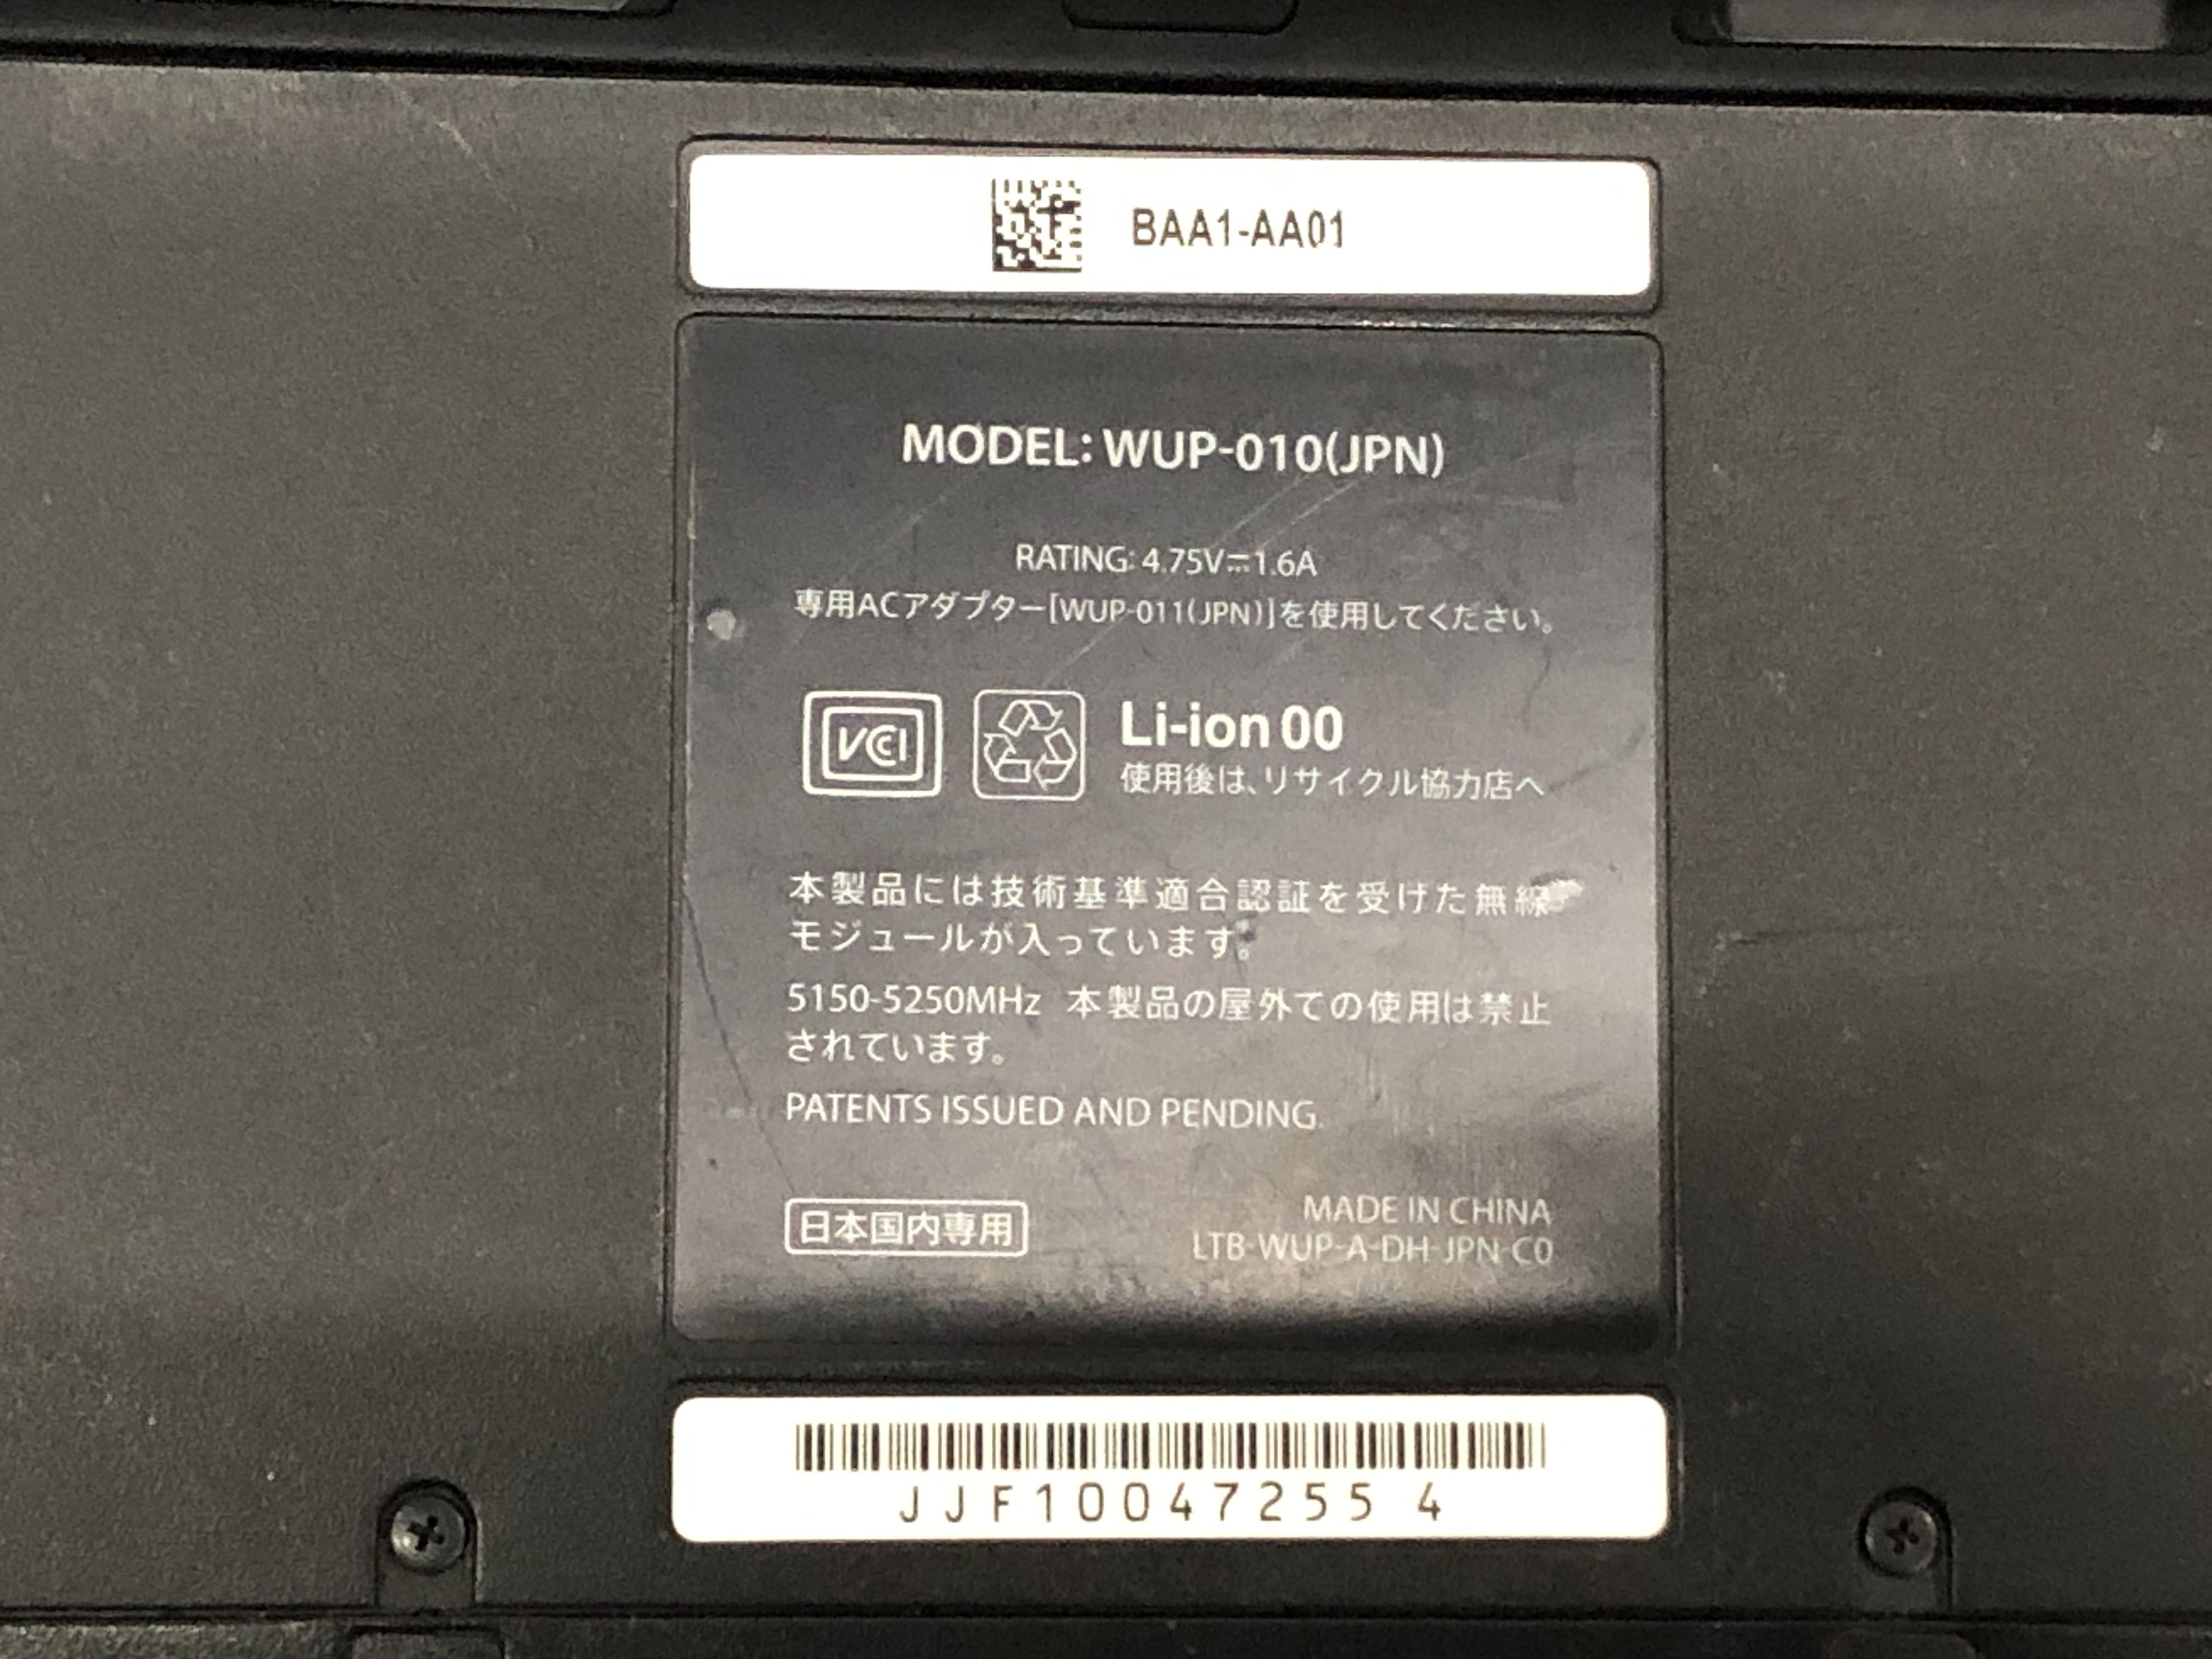 BAA1-AA01
MODEL: WUP-010(JPN)
RATING: 4.75V⎓1.6A
専用ACアダプター[WUP-011(JPN)]を使用してください。
VCCI
Li-ion 00
使用後は、リサイクル協力店へ
本製品には技術基準適合認証を受けた無線
モジュールが入っています。
5150-5250MHz 本製品の屋外での使用は禁止
されています。
PATENTS ISSUED AND PENDING.
日本国内専用
MADE IN CHINA
LTB-WUP-A-DH-JPN-C0
JJF10047255 4